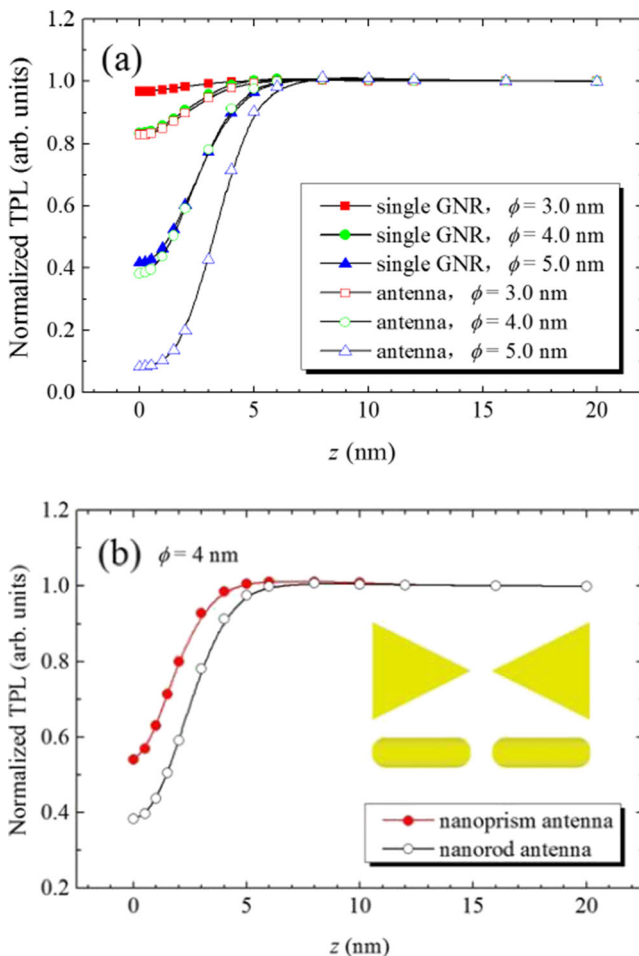 (a)
Normalized TPL (arb. units)
1.2
1.0
0.8
0.6
0.4
0.2
0.0
single GNR， ϕ = 3.0 nm
single GNR， ϕ = 4.0 nm
single GNR， ϕ = 5.0 nm
antenna， ϕ = 3.0 nm
antenna， ϕ = 4.0 nm
antenna， ϕ = 5.0 nm
0 5 10 15 20
z (nm)
(b) ϕ = 4 nm
Normalized TPL (arb. units)
1.2
1.0
0.8
0.6
0.4
0.2
nanoprism antenna
nanorod antenna
0 5 10 15 20
z (nm)